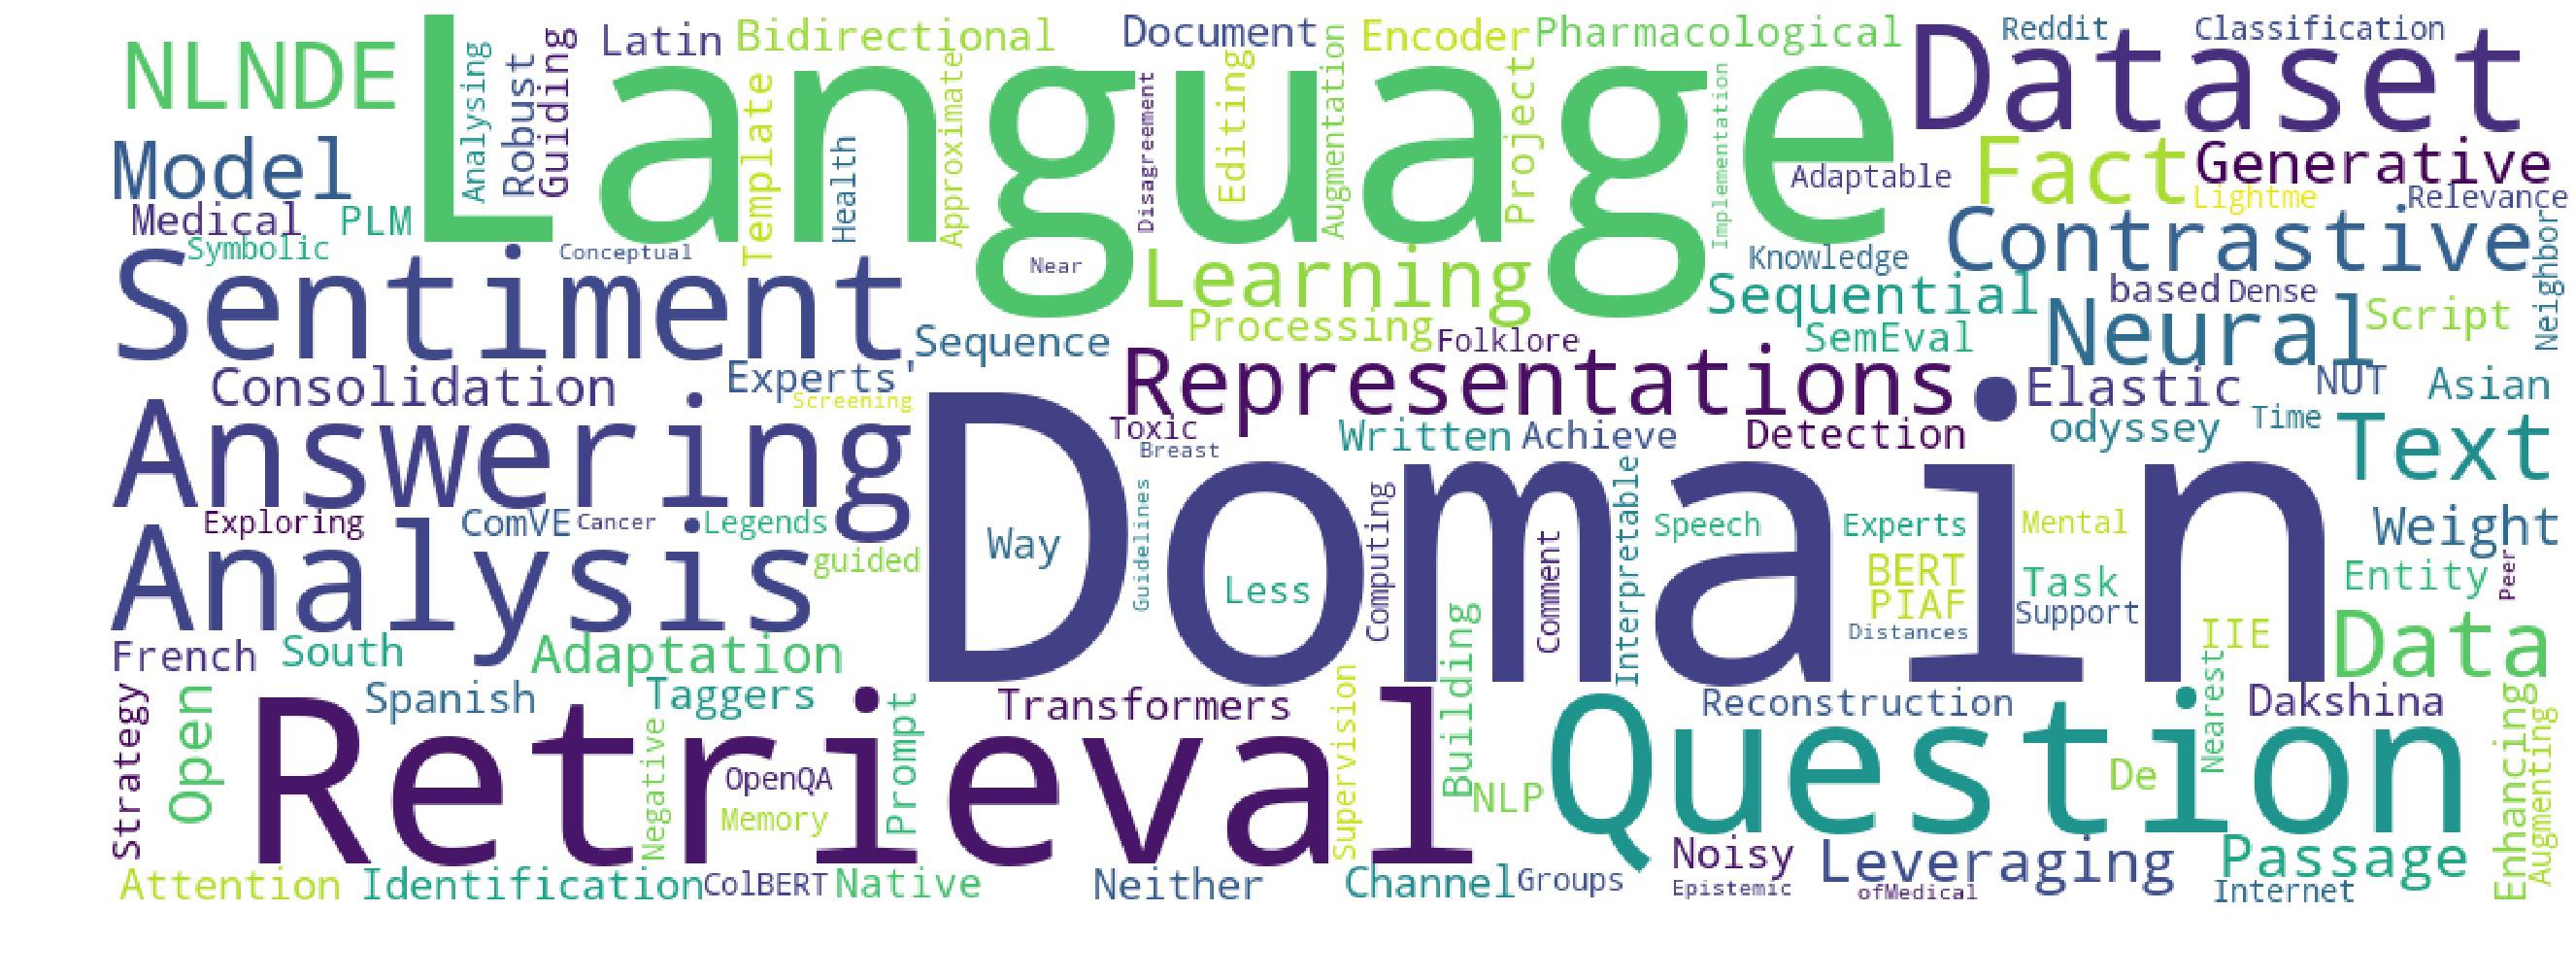 NLNDE
Language
Analysing
Robust
Guiding
Latin
Bidirectional
Document
Encoder
Pharmacological
Dataset
Reddit
Classification
Template
Health
Approximate
Disagreement
Editing
Augmentation
Project
Implementation
Adaptable
Model
Fact
Generative
Lightme
Relevance
Medical
PLM
Symbolic
Conceptual
Near
Learning
Knowledge
Contrastive
Neighbor
Sentiment
Sequential
based
Dense
Neural
Script
Processing
Folklore
SemEval
Sequence
Consolidation
Experts'
Screening
Representations
Elastic
NUT
Asian
Answering
Domain
Toxic
Breast
Written
Achieve
Detection
odyssey
Time
Text
Exploring
ComVE
Cancer
Legends
Analysis
guided
Way
Guidelines
Less
Computing
Comment
Interpretable
Speech
Experts
Mental
Weight
BERT
PIAF
Distances
Task
Support
Entity
Peer
IIE
Data
French
South
Adaptation
Spanish
Taggers
Transformers
Supervision
Building
Reconstruction
Nearest
Dakshina
Strategy
Open
Retrieval
Negative
OpenQA
Memory
Prompt
NLP
Question
De
Enhancing
Augmenting
Noisy
Leveraging
Passage
Attention
Identification
ColBERT
Native
Neither
Channel
Groups
Epistemic
ofMedical
Internet